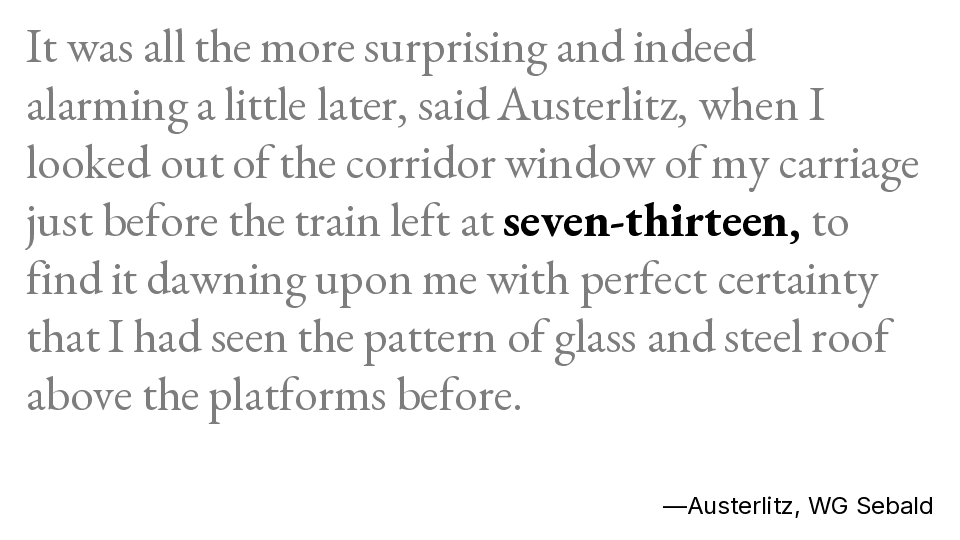 It was all the more surprising and indeed
alarming a little later, said Austerlitz, when I
looked out of the corridor window of my carriage
just before the train left at seven-thirteen, to
find it dawning upon me with perfect certainty
that I had seen the pattern of glass and steel roof
above the platforms before.
—Austerlitz, WG Sebald